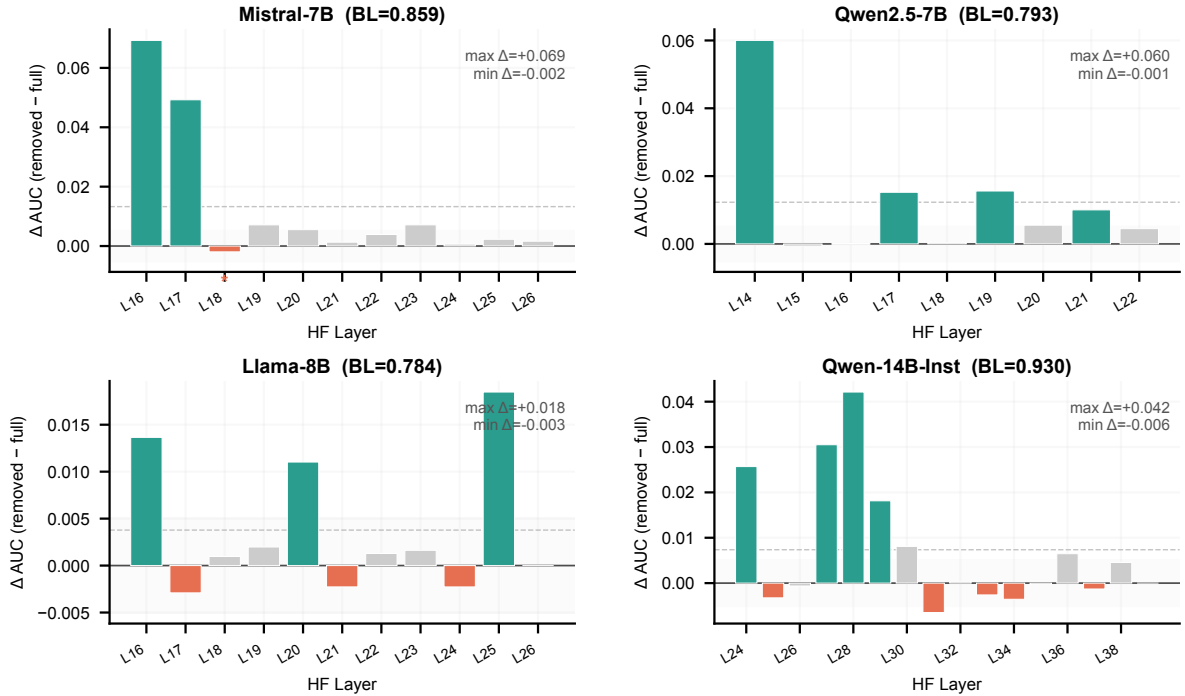 Mistral-7B (BL=0.859)
max Δ=+0.069
min Δ=-0.002
Δ AUC (removed − full)
0.06
0.04
0.02
0.00
L16
L17
L18
L19
L20
L21
L22
L23
L24
L25
L26
HF Layer
Qwen2.5-7B (BL=0.793)
max Δ=+0.060
min Δ=-0.001
Δ AUC (removed − full)
0.06
0.04
0.02
0.00
L14
L15
L16
L17
L18
L19
L20
L21
L22
HF Layer
Llama-8B (BL=0.784)
max Δ=+0.018
min Δ=-0.003
Δ AUC (removed − full)
0.015
0.010
0.005
0.000
−0.005
L16
L17
L18
L19
L20
L21
L22
L23
L24
L25
L26
HF Layer
Qwen-14B-Inst (BL=0.930)
max Δ=+0.042
min Δ=-0.006
Δ AUC (removed − full)
0.04
0.03
0.02
0.01
0.00
L24
L26
L28
L30
L32
L34
L36
L38
HF Layer